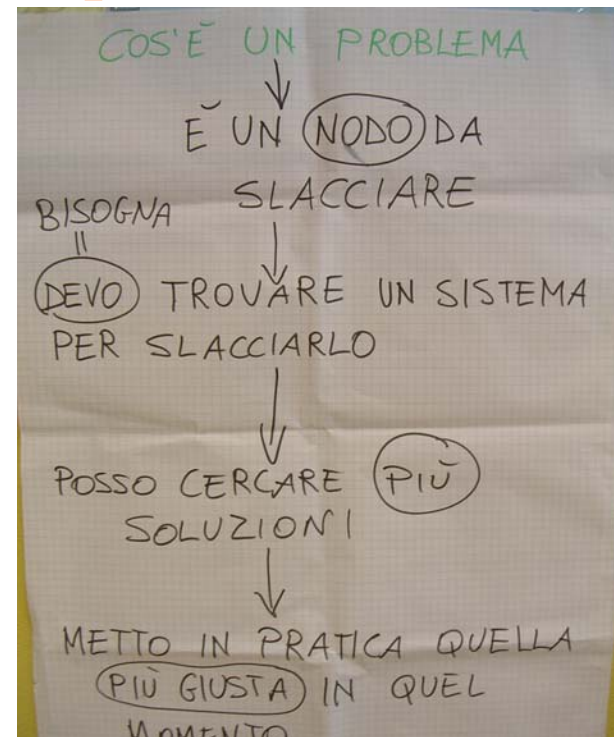 COS'È UN PROBLEMA
È UN NODO DA
SLACCIARE
BISOGNA
=
DEVO TROVARE UN SISTEMA
PER SLACCIARLO
POSSO CERCARE PIÙ
SOLUZIONI
METTO IN PRATICA QUELLA
PIÙ GIUSTA IN QUEL
MOMENTO